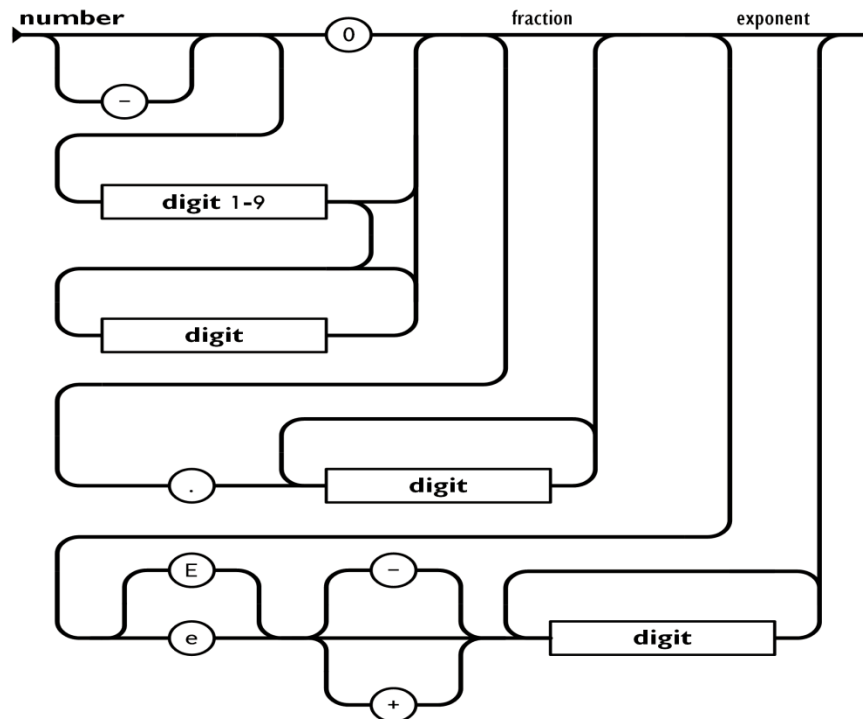 number fraction exponent
0
−
digit 1-9
digit
. digit
E −
e digit
+